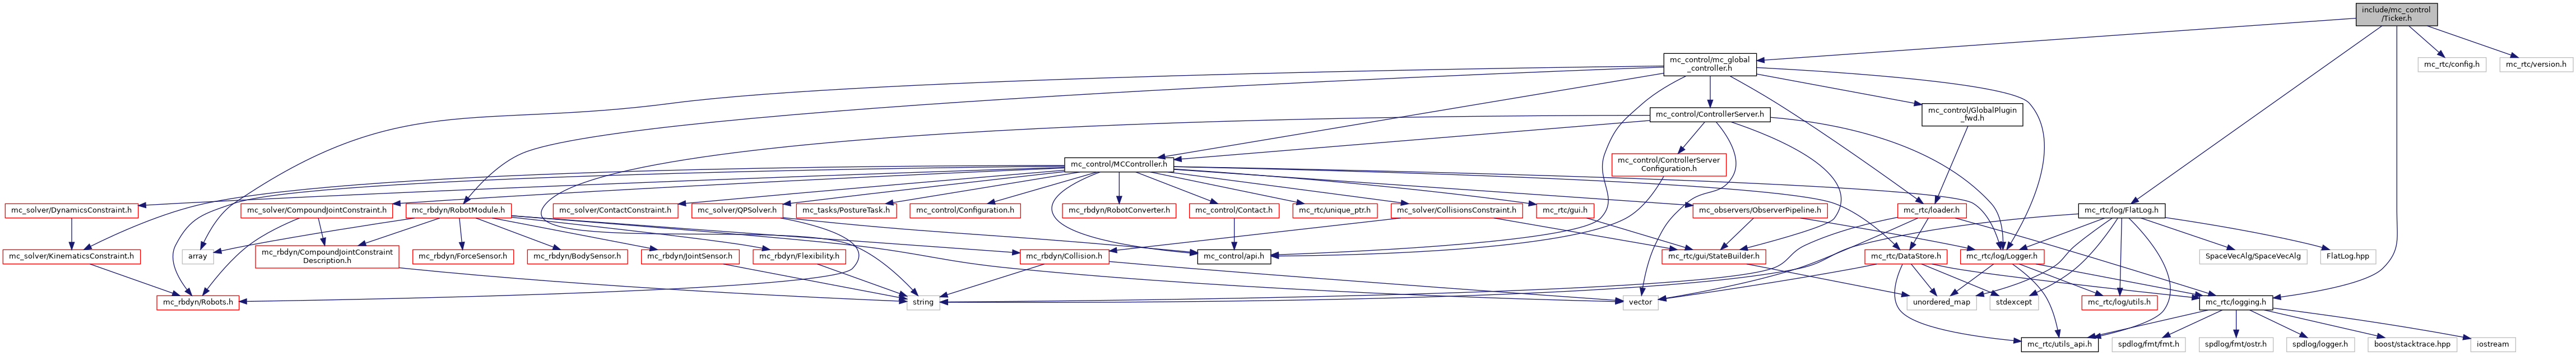 include/mc_control
/Ticker.h
mc_control/mc_global
_controller.h
mc_rtc/config.h
mc_rtc/version.h
mc_control/ControllerServer.h
mc_control/GlobalPlugin
_fwd.h
mc_control/MCController.h
mc_control/ControllerServer
Configuration.h
mc_solver/DynamicsConstraint.h
mc_solver/CompoundJointConstraint.h
mc_rbdyn/RobotModule.h
mc_solver/ContactConstraint.h
mc_solver/QPSolver.h
mc_tasks/PostureTask.h
mc_control/Configuration.h
mc_rbdyn/RobotConverter.h
mc_control/Contact.h
mc_rtc/unique_ptr.h
mc_solver/CollisionsConstraint.h
mc_rtc/gui.h
mc_observers/ObserverPipeline.h
mc_rtc/loader.h
mc_rtc/log/FlatLog.h
mc_solver/KinematicsConstraint.h
array
mc_rbdyn/CompoundJointConstraint
Description.h
mc_rbdyn/ForceSensor.h
mc_rbdyn/BodySensor.h
mc_rbdyn/JointSensor.h
mc_rbdyn/Flexibility.h
mc_rbdyn/Collision.h
mc_control/api.h
mc_rtc/gui/StateBuilder.h
mc_rtc/DataStore.h
mc_rtc/log/Logger.h
SpaceVecAlg/SpaceVecAlg
FlatLog.hpp
mc_rbdyn/Robots.h
string
vector
unordered_map
stdexcept
mc_rtc/log/utils.h
mc_rtc/logging.h
mc_rtc/utils_api.h
spdlog/fmt/fmt.h
spdlog/fmt/ostr.h
spdlog/logger.h
boost/stacktrace.hpp
iostream